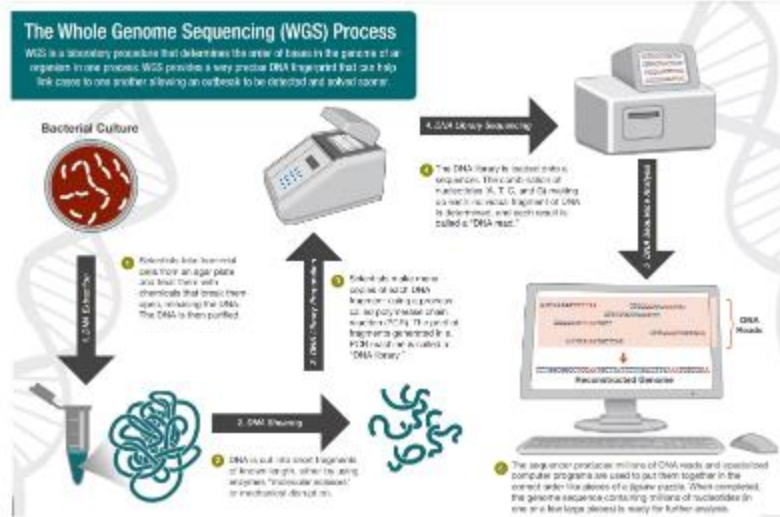 The Whole Genome Sequencing (WGS) Process
WGS is a laboratory procedure that determines the order of bases in the genome of an
organism in one process. WGS provides a very precise DNA fingerprint that can help
link cases to one another allowing an outbreak to be detected and solved sooner.
Bacterial Culture
1. DNA Extraction
1 Scientists take bacterial
cells from an agar plate
and treat them with
chemicals that break them
open, releasing the DNA.
The DNA is then purified.
2. DNA Shearing
2 DNA is cut into short fragments
of known length, either by using
enzymes "molecular scissors"
or mechanical disruption.
3. DNA Library Preparation
3 Scientists make many
copies of each DNA
fragment using a process
called polymerase chain
reaction (PCR). The pool of
fragments generated in a
PCR machine is called a
"DNA library."
4. DNA Library Sequencing
4 The DNA library is loaded onto a
sequencer. The combination of
nucleotides (A, T, C, and G) making
up each individual fragment of DNA
is determined, and each result is
called a "DNA read."
5. DNA Sequence Analysis
DNA
Reads
Reconstructed Genome
5 The sequencer produces millions of DNA reads and specialized
computer programs are used to put them together in the
correct order like pieces of a jigsaw puzzle. When completed,
the genome sequence containing millions of nucleotides (in
one or a few large pieces) is ready for further analysis.